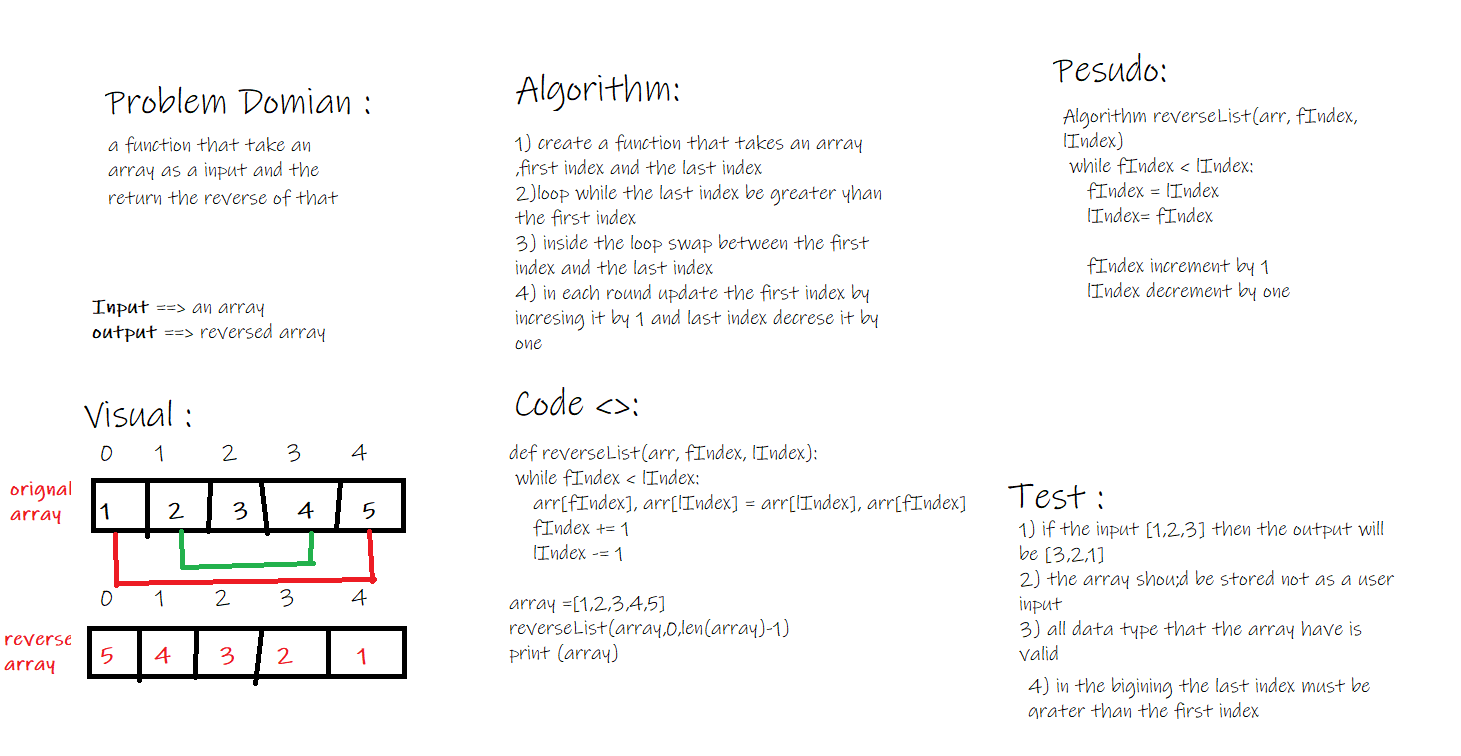 Problem Domian :
a function that take an
array as a input and the
return the reverse of that
Input ==> an array
output ==> reversed array
Visual :
0 1 2 3 4
orignal
array
1 2 3 4 5
0 1 2 3 4
reverse
array
5 4 3 2 1
Algorithm:
1) create a function that takes an array
,first index and the last index
2)loop while the last index be greater yhan
the first index
3) inside the loop swap between the first
index and the last index
4) in each round update the first index by
incresing it by 1 and last index decrese it by
one
Code <>:
def reverseList(arr, fIndex, lIndex):
while fIndex < lIndex:
arr[fIndex], arr[lIndex] = arr[lIndex], arr[fIndex]
fIndex += 1
lIndex -= 1
array =[1,2,3,4,5]
reverseList(array,0,len(array)-1)
print (array)
Pesudo:
Algorithm reverseList(arr, fIndex,
lIndex)
while fIndex < lIndex:
fIndex = lIndex
lIndex= fIndex
fIndex increment by 1
lIndex decrement by one
Test :
1) if the input [1,2,3] then the output will
be [3,2,1]
2) the array shou;d be stored not as a user
input
3) all data type that the array have is
valid
4) in the bigining the last index must be
grater than the first index